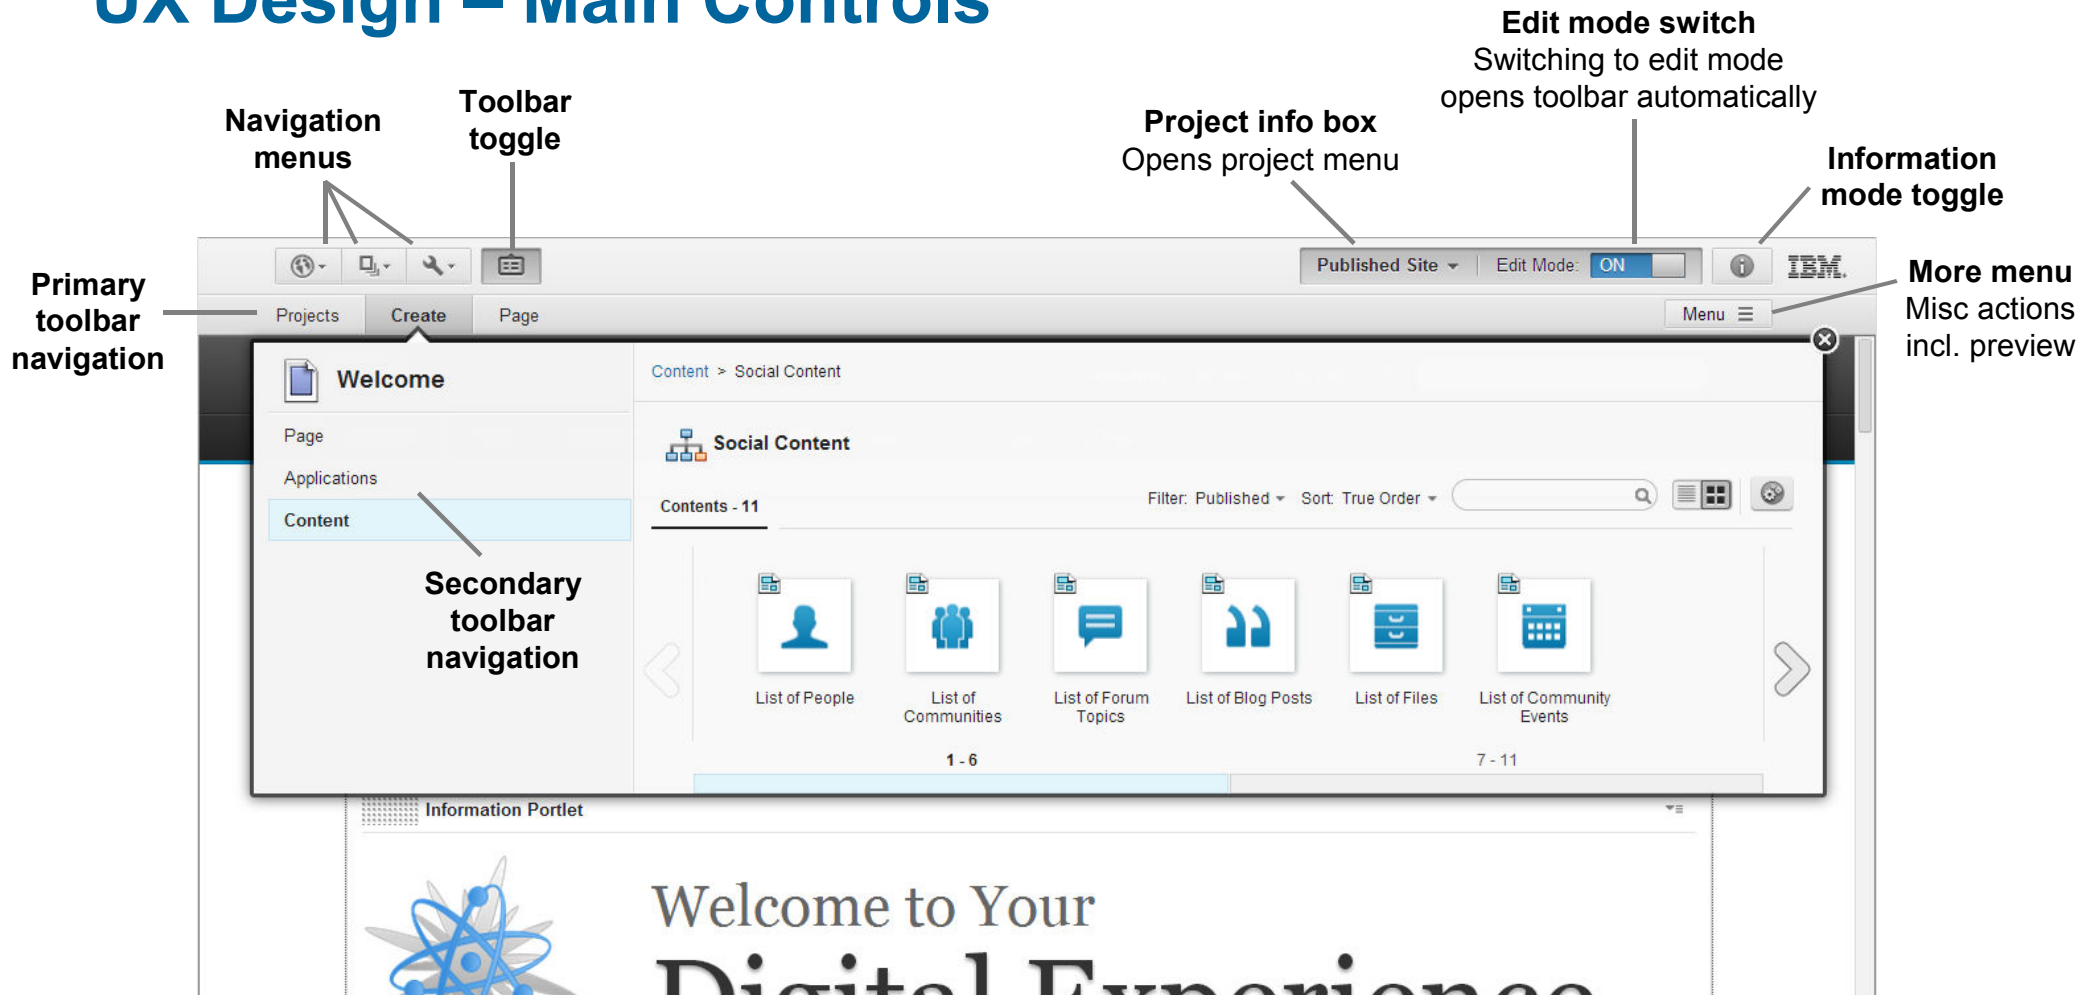 UX Design – Main Controls
Edit mode switch
Switching to edit mode
opens toolbar automatically
Toolbar
toggle
Navigation
menus
Project info box
Opens project menu
Information
mode toggle
Published Site
Edit Mode:
ON
IBM.
Primary
toolbar
navigation
More menu
Misc actions
incl. preview
Projects
Create
Page
Menu
Welcome
Content > Social Content
Page
Applications
Content
Social Content
Contents - 11
Filter: Published
Sort: True Order
Secondary
toolbar
navigation
List of People
List of
Communities
List of Forum
Topics
List of Blog Posts
List of Files
List of Community
Events
1 - 6
7 - 11
Information Portlet
Welcome to Your
Digital Experience